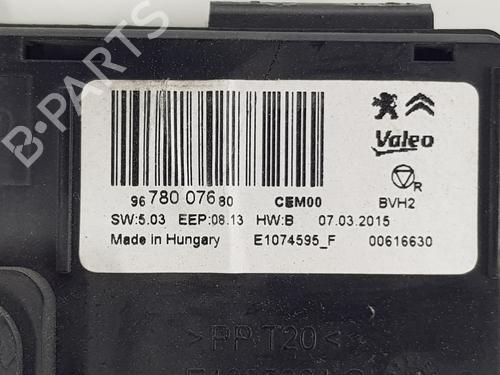 Valeo
R
96 780 076 80 CEM00 BVH2
SW:5.03 EEP:08.13 HW:B 07.03.2015
Made in Hungary E1074595_F 00616630
>PP T20<
B-PARTS